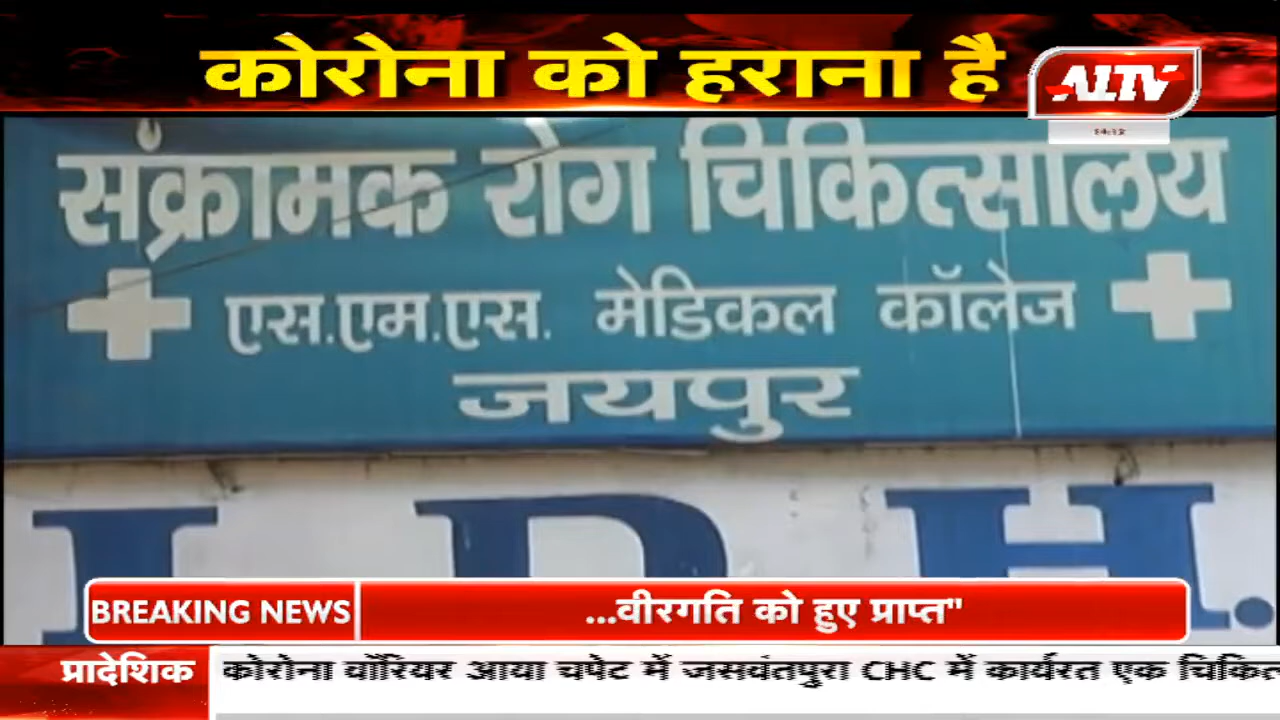 कोरोना को हराना है
ALTV
संक्रामक रोग चिकित्सालय
एस.एम.एस. मेडिकल कॉलेज
जयपुर
I. D. H.
BREAKING NEWS
...वीरगति को हुए प्राप्त"
प्रादेशिक
कोरोना वॉरियर आया चपेट में जसवंतपुरा CHC में कार्यरत एक